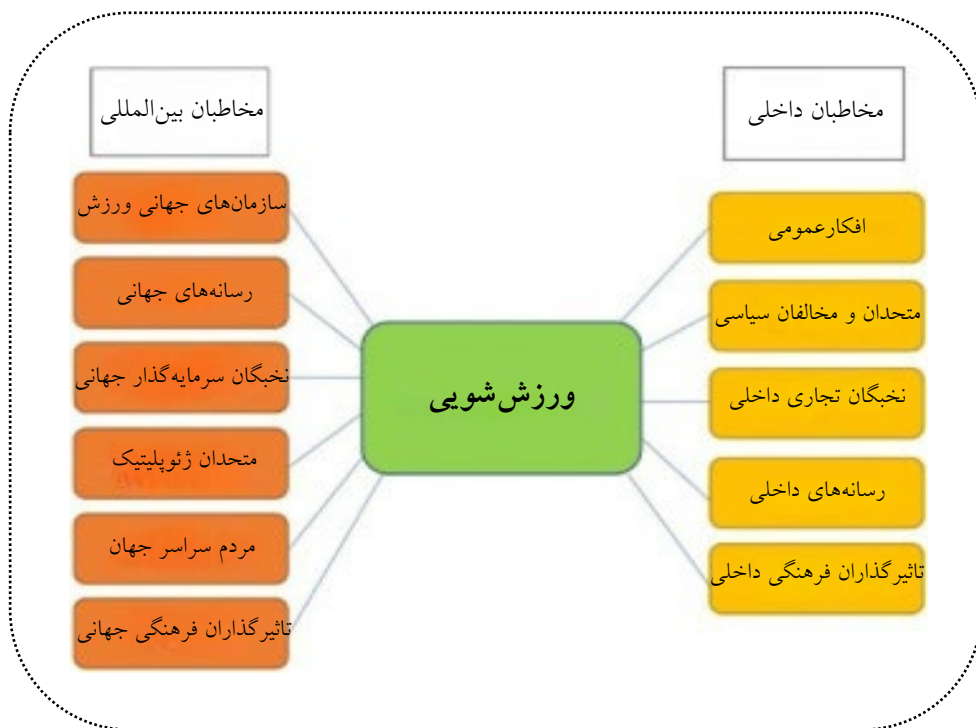 مخاطبان داخلی
افکارعمومی
متحدان و مخالفان سیاسی
نخبگان تجاری داخلی
رسانه‌های داخلی
تاثیرگذاران فرهنگی داخلی
ورزش‌شویی
مخاطبان بین‌المللی
سازمان‌های جهانی ورزش
رسانه‌های جهانی
نخبگان سرمایه‌گذار جهانی
متحدان ژئوپلیتیک
مردم سراسر جهان
تاثیرگذاران فرهنگی جهانی